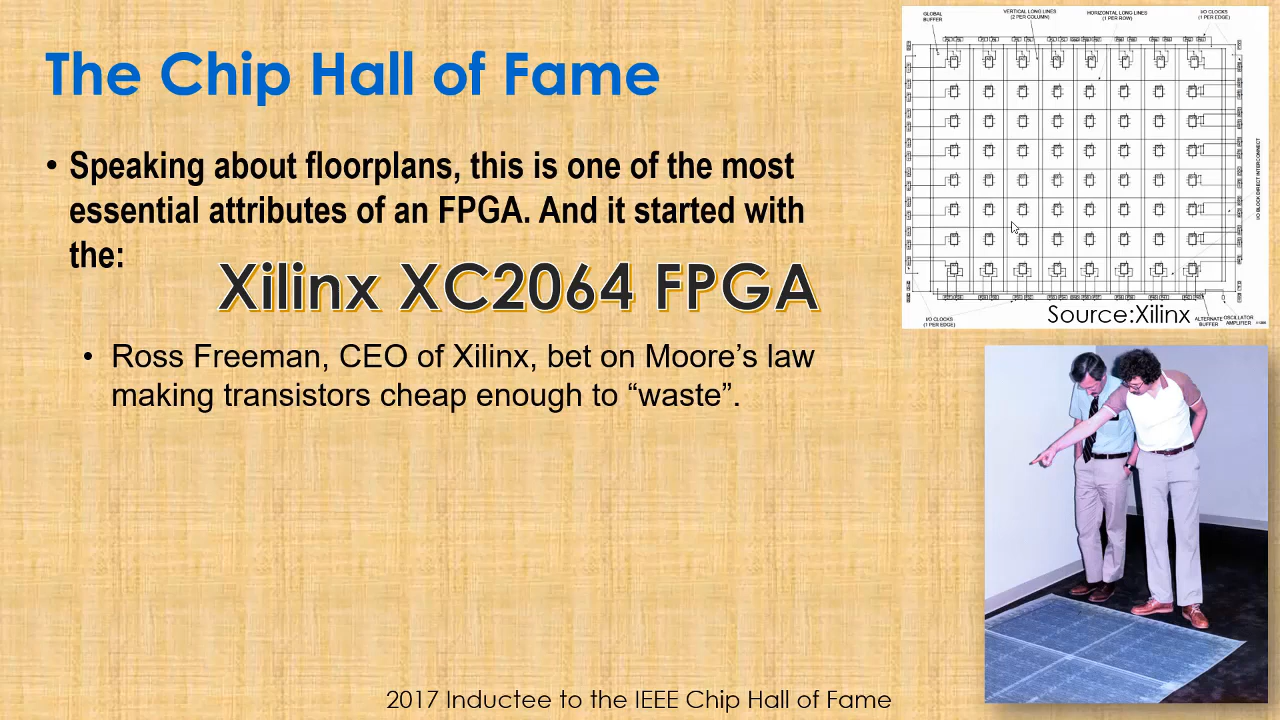 The Chip Hall of Fame
• Speaking about floorplans, this is one of the most
essential attributes of an FPGA. And it started with
the:
Xilinx XC2064 FPGA
• Ross Freeman, CEO of Xilinx, bet on Moore’s law
making transistors cheap enough to “waste”.
GLOBAL
BUFFER
VERTICAL LONG LINES
(2 PER COLUMN)
HORIZONTAL LONG LINES
(1 PER ROW)
I/O CLOCKS
(1 PER EDGE)
I/O BLOCK DIRECT INTERCONNECT
I/O CLOCKS
(1 PER EDGE)
Source:Xilinx
ALTERNATE
BUFFER
OSCILLATOR
AMPLIFIER
2017 Inductee to the IEEE Chip Hall of Fame